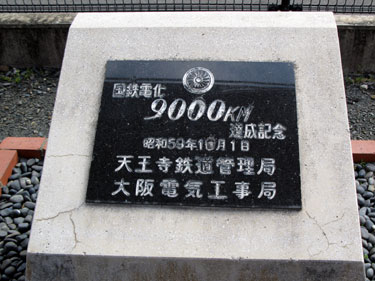 国鉄電化
9000KM
達成記念
昭和59年10月1日
天王寺鉄道管理局
大阪電気工事局